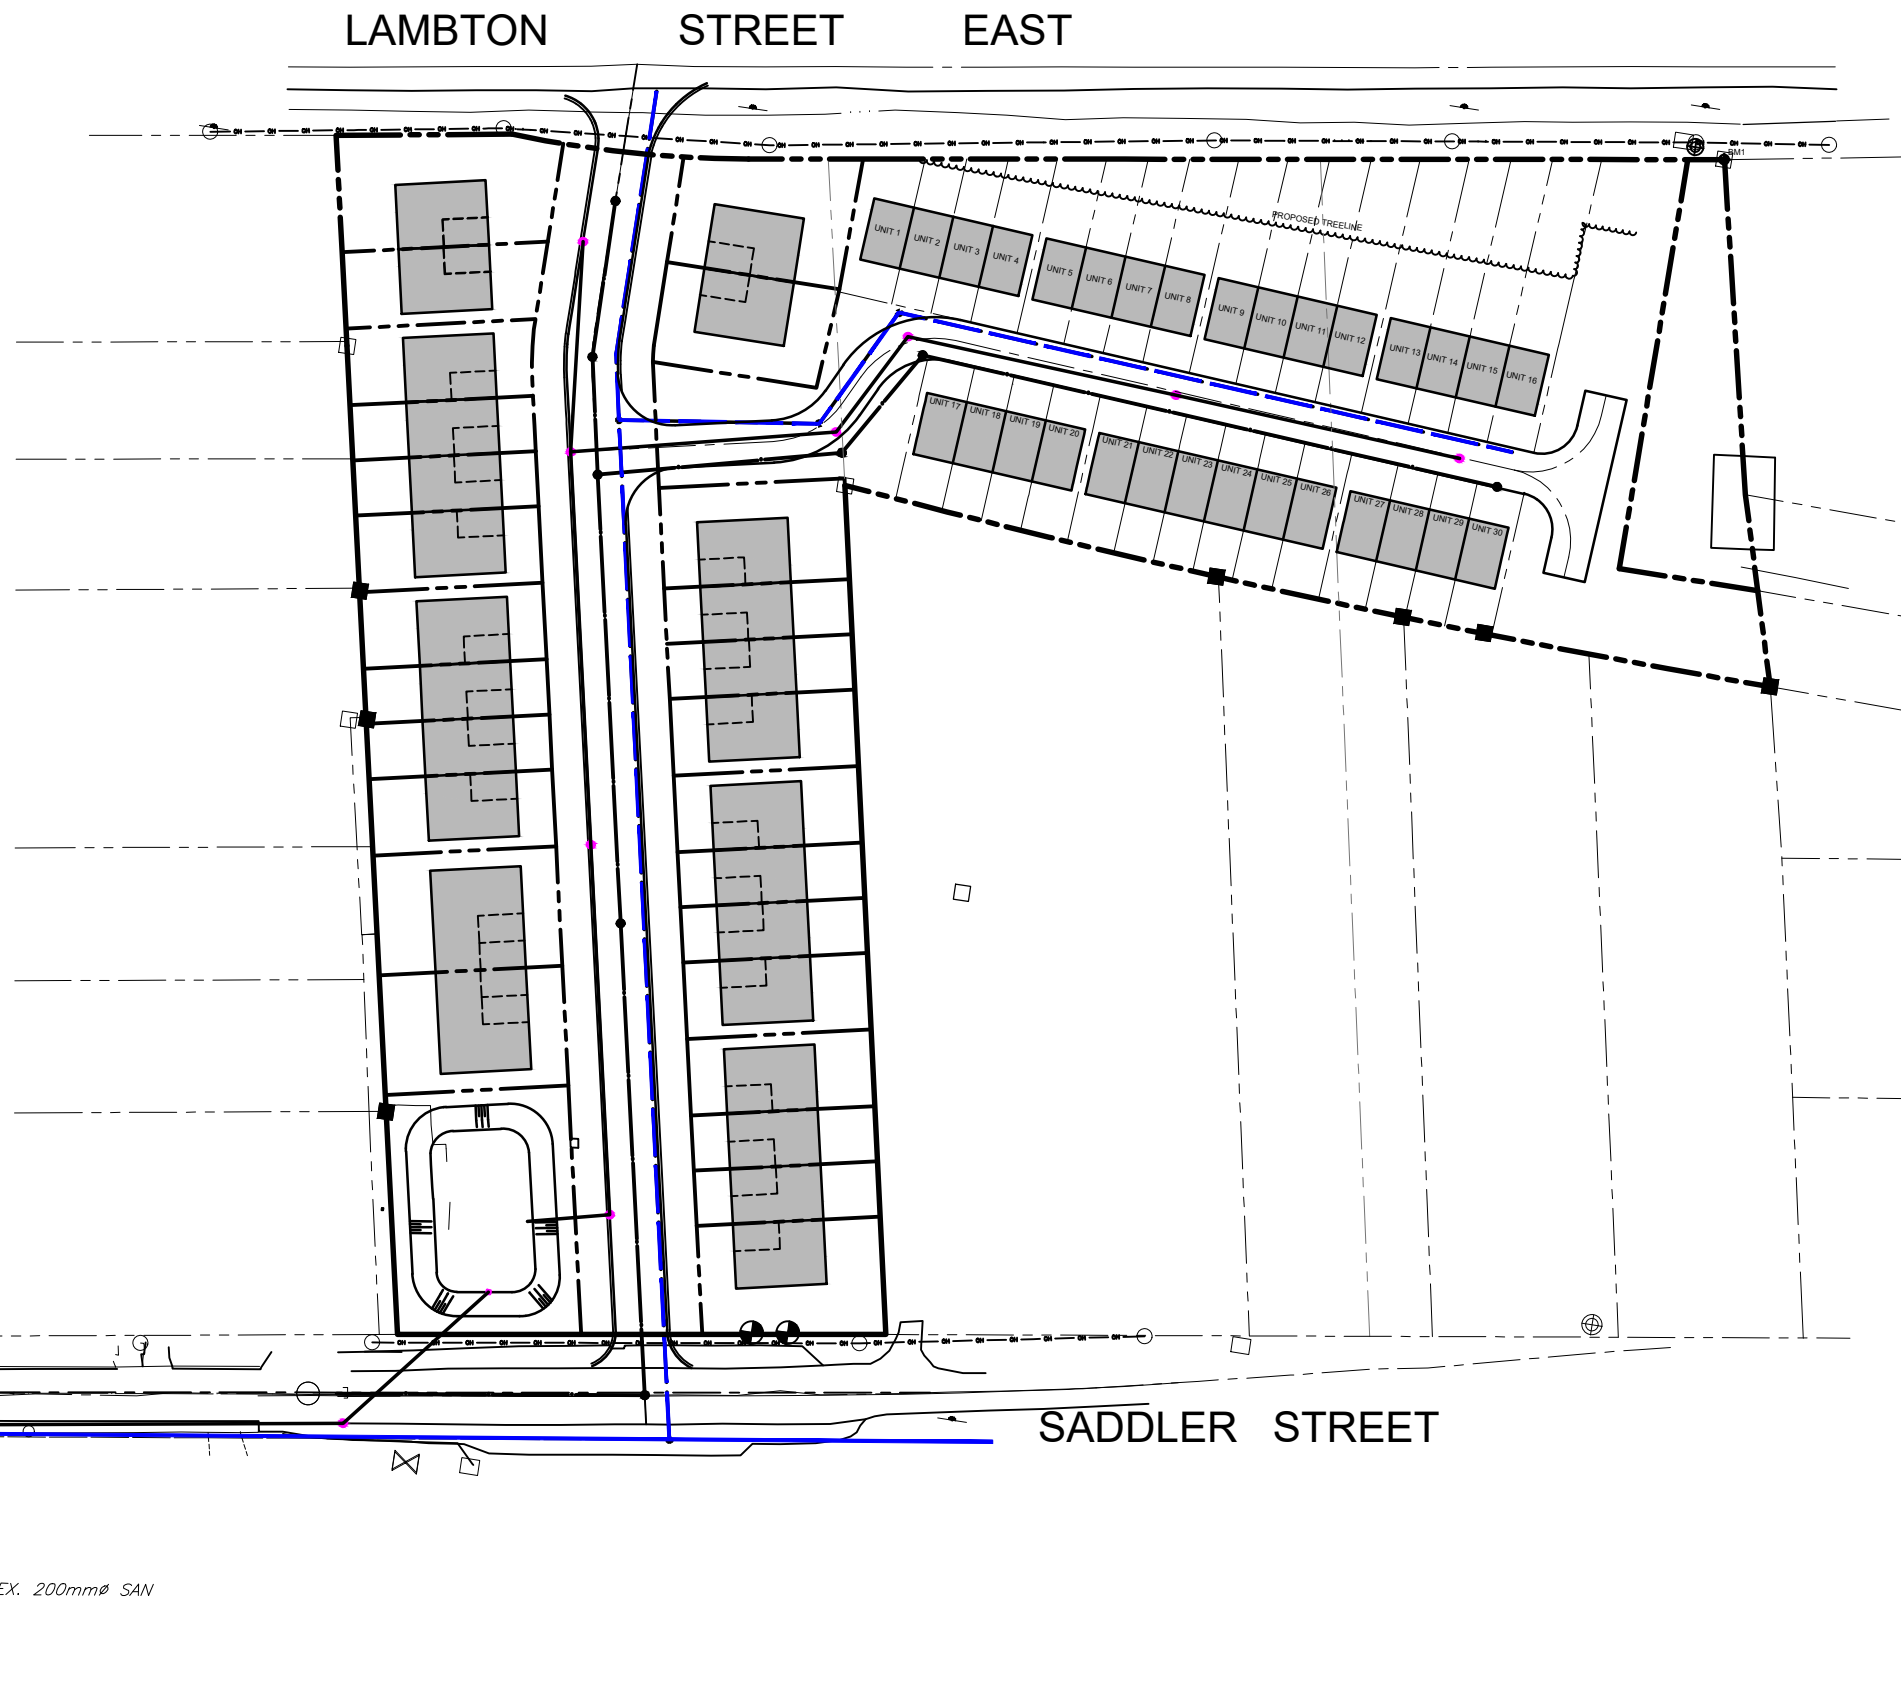 LAMBTON STREET EAST
BM1
PROPOSED TREELINE
UNIT 1
UNIT 2
UNIT 3
UNIT 4
UNIT 5
UNIT 6
UNIT 7
UNIT 8
UNIT 9
UNIT 10
UNIT 11
UNIT 12
UNIT 13
UNIT 14
UNIT 15
UNIT 16
UNIT 17
UNIT 18
UNIT 19
UNIT 20
UNIT 21
UNIT 22
UNIT 23
UNIT 24
UNIT 25
UNIT 26
UNIT 27
UNIT 28
UNIT 29
UNIT 30
SADDLER STREET
EX. 200mmø SAN